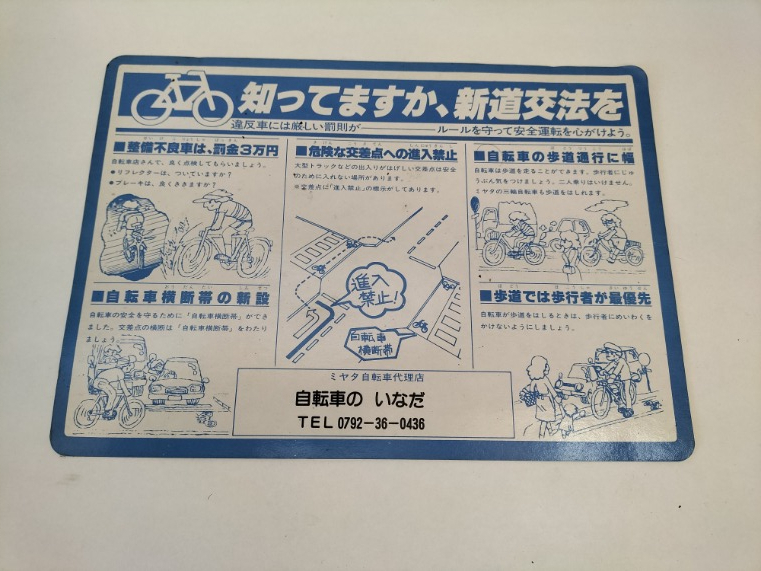 知ってますか、新道交法を
違反車には厳しい罰則が――――ルールを守って安全運転を心がけよう。
■整備不良車は、罰金3万円
自転車店さんで、良く点検してもらいましょう。
●リフレクターは、ついていますか？
●ブレーキは、良くききますか？
■自転車横断帯の新設
自転車の安全を守るために「自転車横断帯」ができ
ました。交差点の横断は「自転車横断帯」をわたり
ましょう。
■危険な交差点への進入禁止
大型トラックなどの出入りがはげしい交差点は安全
のために入れない場所があります。
※交差点に「進入禁止」の標示がしてあります。
進入
禁止!
自転車
横断帯
■自転車の歩道通行に幅
自転車は歩道を走ることができます。歩行者にじゅ
うぶん気をつけましょう。二人乗りはいけません。
ミヤタの三輪自転車も歩道をはしれます。
■歩道では歩行者が最優先
自転車が歩道をはしるときは、歩行者にめいわくを
かけないようにしましょう。
ミヤタ自転車代理店
自転車の いなだ
TEL 0792-36-0436